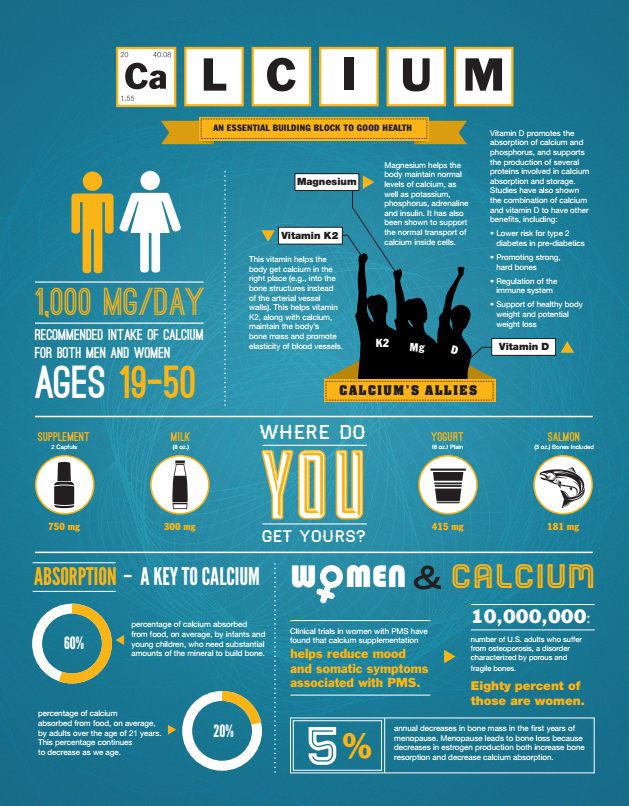 20 40.08
Ca L C I U M
1.55
AN ESSENTIAL BUILDING BLOCK TO GOOD HEALTH
1,000 MG/DAY
RECOMMENDED INTAKE OF CALCIUM
FOR BOTH MEN AND WOMEN
AGES 19-50
Magnesium
Magnesium helps the
body maintain normal
levels of calcium, as
well as potassium,
phosphorus, adrenaline
and insulin. It has also
been shown to support
the normal transport of
calcium inside cells.
Vitamin K2
This vitamin helps the
body get calcium in the
right place (e.g., into the
bone structures instead
of the arterial vessel
walls). This helps vitamin
K2, along with calcium,
maintain the body's
bone mass and promote
elasticity of blood vessels.
Vitamin D promotes the
absorption of calcium and
phosphorus, and supports
the production of several
proteins involved in calcium
absorption and storage.
Studies have also shown
the combination of calcium
and vitamin D to have other
benefits, including:
• Lower risk for type 2
diabetes in pre-diabetics
• Promoting strong,
hard bones
• Regulation of the
immune system
• Support of healthy body
weight and potential
weight loss
Vitamin D
K2 Mg D
CALCIUM'S ALLIES
SUPPLEMENT
2 Capfuls
750 mg
MILK
(8 oz.)
300 mg
WHERE DO
YOU
GET YOURS?
YOGURT
(8 oz.) Plain
415 mg
SALMON
(3 oz.) Bones Included
181 mg
ABSORPTION – A KEY TO CALCIUM
60%
percentage of calcium absorbed
from food, on average, by infants and
young children, who need substantial
amounts of the mineral to build bone.
percentage of calcium
absorbed from food, on average,
by adults over the age of 21 years.
This percentage continues
to decrease as we age.
20%
WOMEN & CALCIUM
Clinical trials in women with PMS have
found that calcium supplementation
helps reduce mood
and somatic symptoms
associated with PMS.
10,000,000:
number of U.S. adults who suffer
from osteoporosis, a disorder
characterized by porous and
fragile bones.
Eighty percent of
those are women.
5%
annual decreases in bone mass in the first years of
menopause. Menopause leads to bone loss because
decreases in estrogen production both increase bone
resorption and decrease calcium absorption.